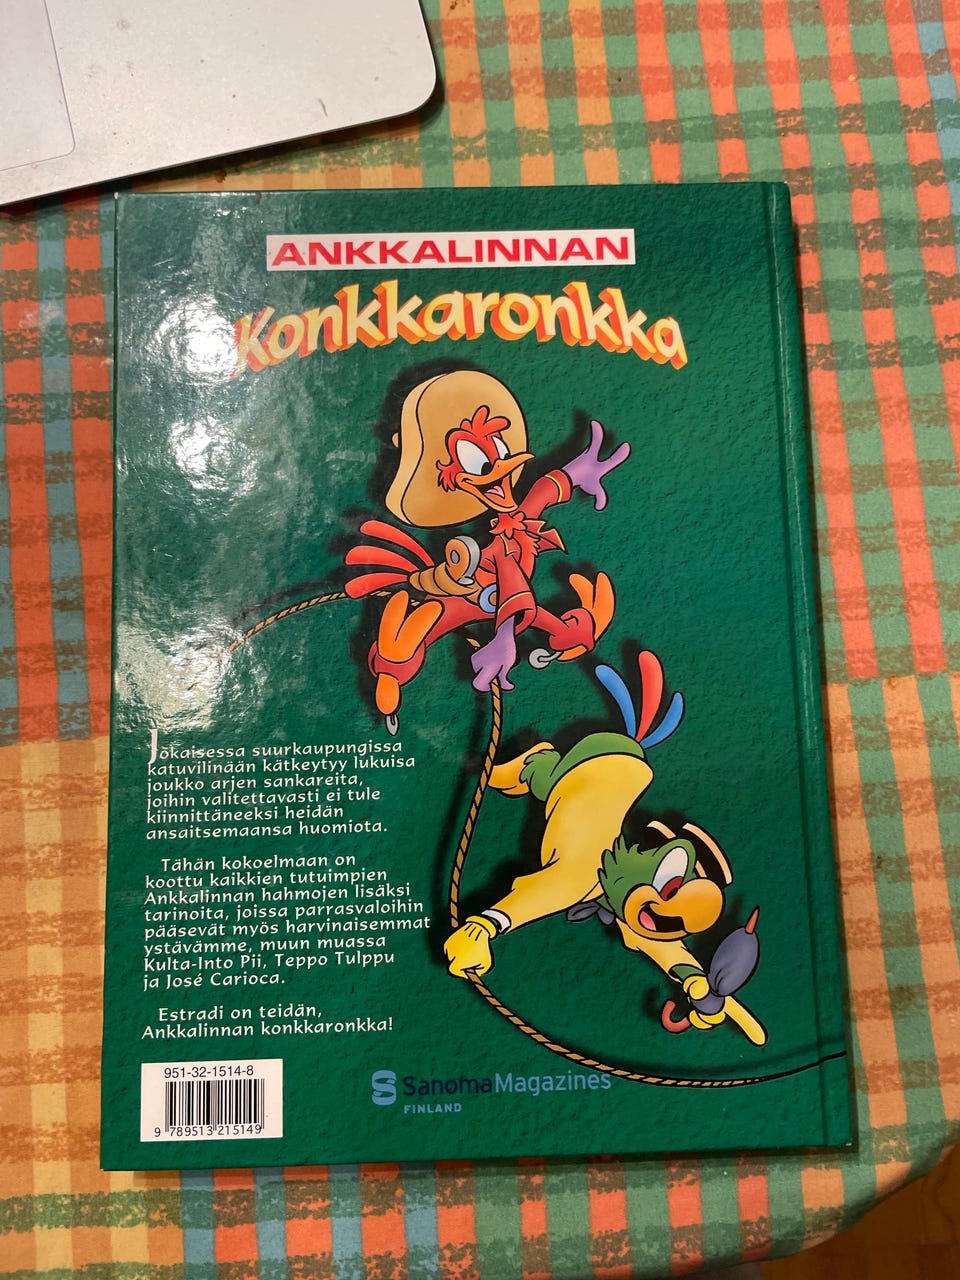 ANKKALINNAN
Konkkaronkka
Jokaisessa suurkaupungissa
katuvilinään kätkeytyy lukuisa
joukko arjen sankareita,
joihin valitettavasti ei tule
kiinnittäneeksi heidän
ansaitsemaansa huomiota.
Tähän kokoelmaan on
koottu kaikkien tutuimpien
Ankkalinnan hahmojen lisäksi
tarinoita, joissa parrasvaloihin
pääsevät myös harvinaisemmat
ystävämme, muun muassa
Kulta-Into Pii, Teppo Tulppu
ja José Carioca.
Estradi on teidän,
Ankkalinnan konkkaronkka!
951-32-1514-8
9 789513 215149
SanomaMagazines
FINLAND